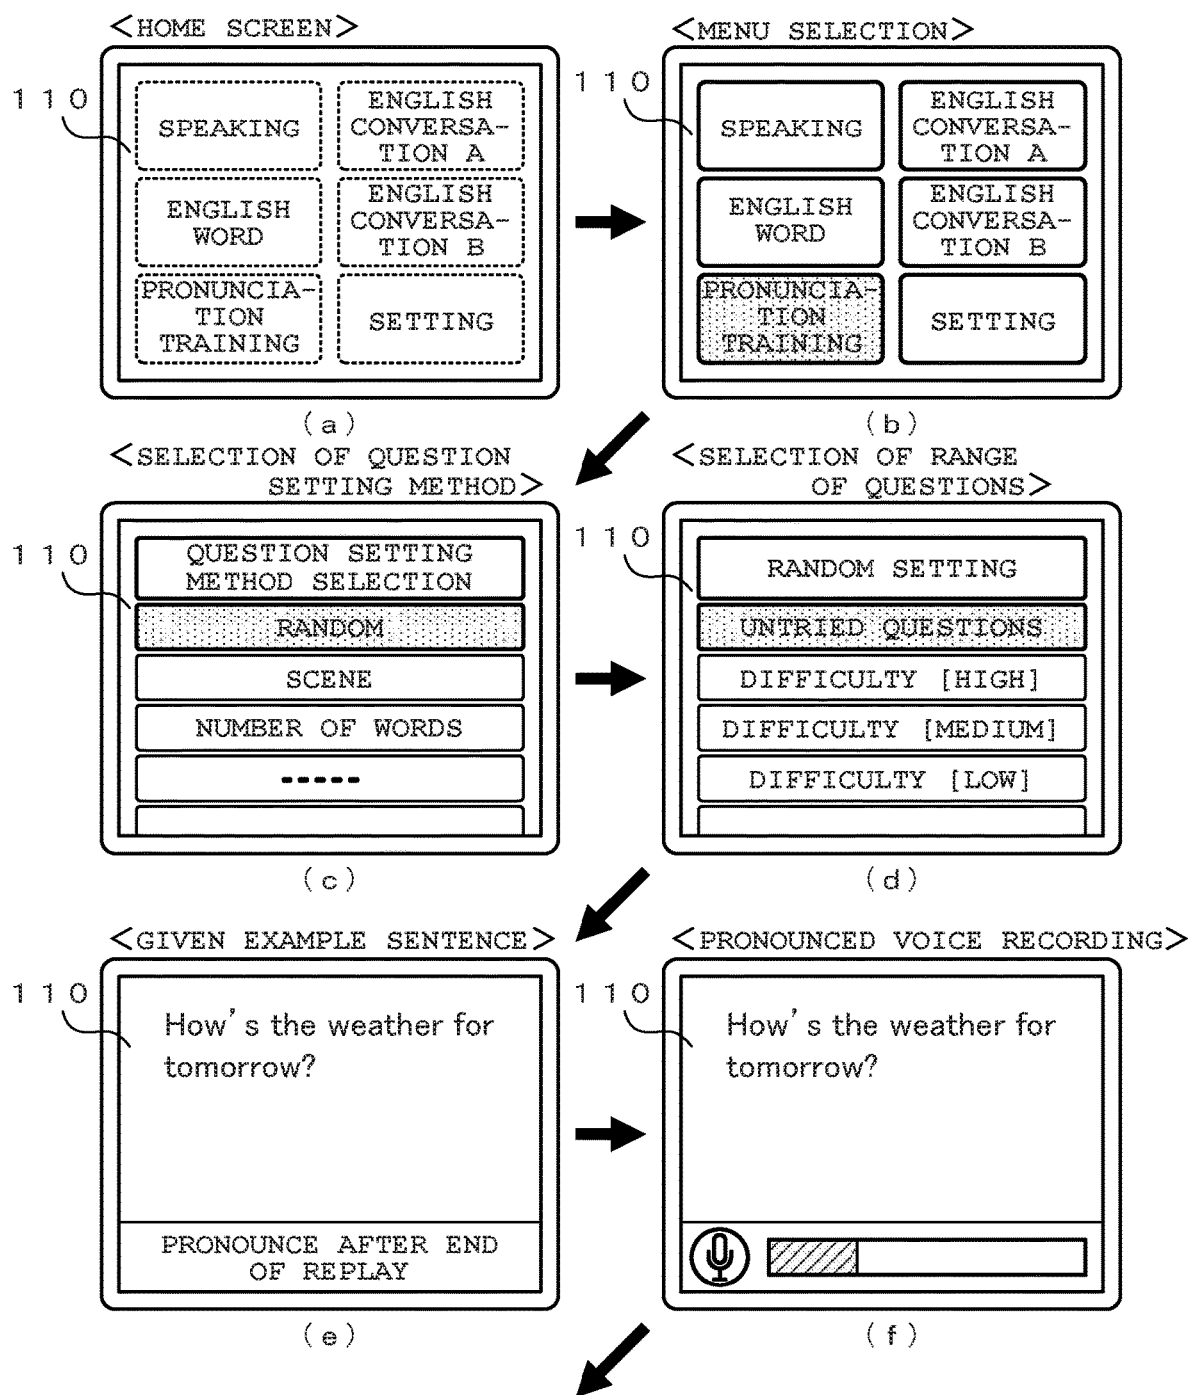 <HOME SCREEN>
110
SPEAKING
ENGLISH
CONVERSA-
TION A
ENGLISH
WORD
ENGLISH
CONVERSA-
TION B
PRONUNCIA-
TION
TRAINING
SETTING
(a)
<MENU SELECTION>
110
SPEAKING
ENGLISH
CONVERSA-
TION A
ENGLISH
WORD
ENGLISH
CONVERSA-
TION B
PRONUNCIA-
TION
TRAINING
SETTING
(b)
<SELECTION OF QUESTION
SETTING METHOD>
110
QUESTION SETTING
METHOD SELECTION
RANDOM
SCENE
NUMBER OF WORDS
-----
(c)
<SELECTION OF RANGE
OF QUESTIONS>
110
RANDOM SETTING
UNTRIED QUESTIONS
DIFFICULTY [HIGH]
DIFFICULTY [MEDIUM]
DIFFICULTY [LOW]
(d)
<GIVEN EXAMPLE SENTENCE>
110
How's the weather for
tomorrow?
PRONOUNCE AFTER END
OF REPLAY
(e)
<PRONOUNCED VOICE RECORDING>
110
How's the weather for
tomorrow?
(f)